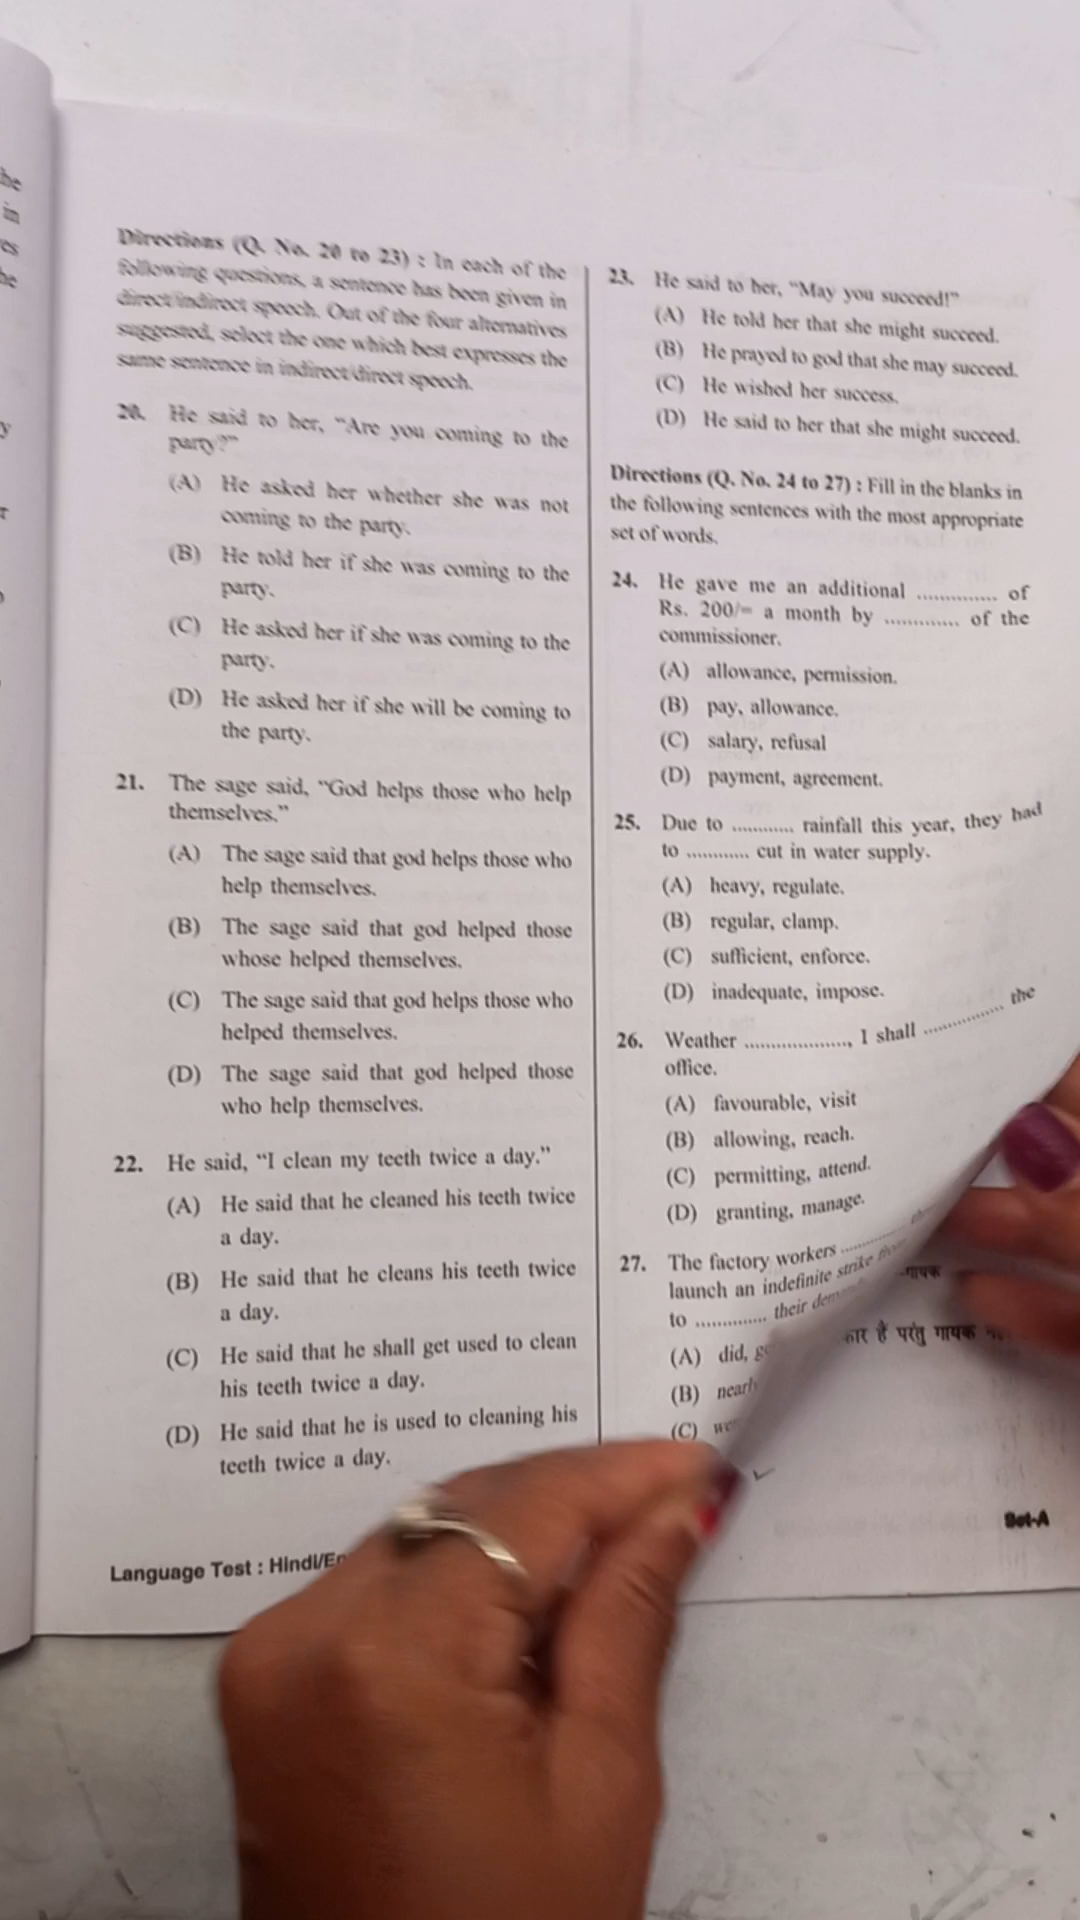 he
in
es
he
y
Directions (Q. No. 20 to 23) : In each of the
following questions, a sentence has been given in
direct/indirect speech. Out of the four alternatives
suggested, select the one which best expresses the
same sentence in indirect/direct speech.
20. He said to her, “Are you coming to the
party?”
(A) He asked her whether she was not
coming to the party.
(B) He told her if she was coming to the
party.
(C) He asked her if she was coming to the
party.
(D) He asked her if she will be coming to
the party.
21. The sage said, “God helps those who help
themselves.”
(A) The sage said that god helps those who
help themselves.
(B) The sage said that god helped those
whose helped themselves.
(C) The sage said that god helps those who
helped themselves.
(D) The sage said that god helped those
who help themselves.
22. He said, “I clean my teeth twice a day.”
(A) He said that he cleaned his teeth twice
a day.
(B) He said that he cleans his teeth twice
a day.
(C) He said that he shall get used to clean
his teeth twice a day.
(D) He said that he is used to cleaning his
teeth twice a day.
23. He said to her, “May you succeed!”
(A) He told her that she might succeed.
(B) He prayed to god that she may succeed.
(C) He wished her success.
(D) He said to her that she might succeed.
Directions (Q. No. 24 to 27) : Fill in the blanks in
the following sentences with the most appropriate
set of words.
24. He gave me an additional .............. of
Rs. 200/= a month by ............. of the
commissioner.
(A) allowance, permission.
(B) pay, allowance.
(C) salary, refusal
(D) payment, agreement.
25. Due to ............ rainfall this year, they had
to ............ cut in water supply.
(A) heavy, regulate.
(B) regular, clamp.
(C) sufficient, enforce.
(D) inadequate, impose.
26. Weather ..................., I shall ................ the
office.
(A) favourable, visit
(B) allowing, reach.
(C) permitting, attend.
(D) granting, manage.
27. The factory workers ............
launch an indefinite strike
to ............. their
(A) did,
(B)
(C)
कार हैं परंतु गायक
Language Test : Hindi/
Set-A